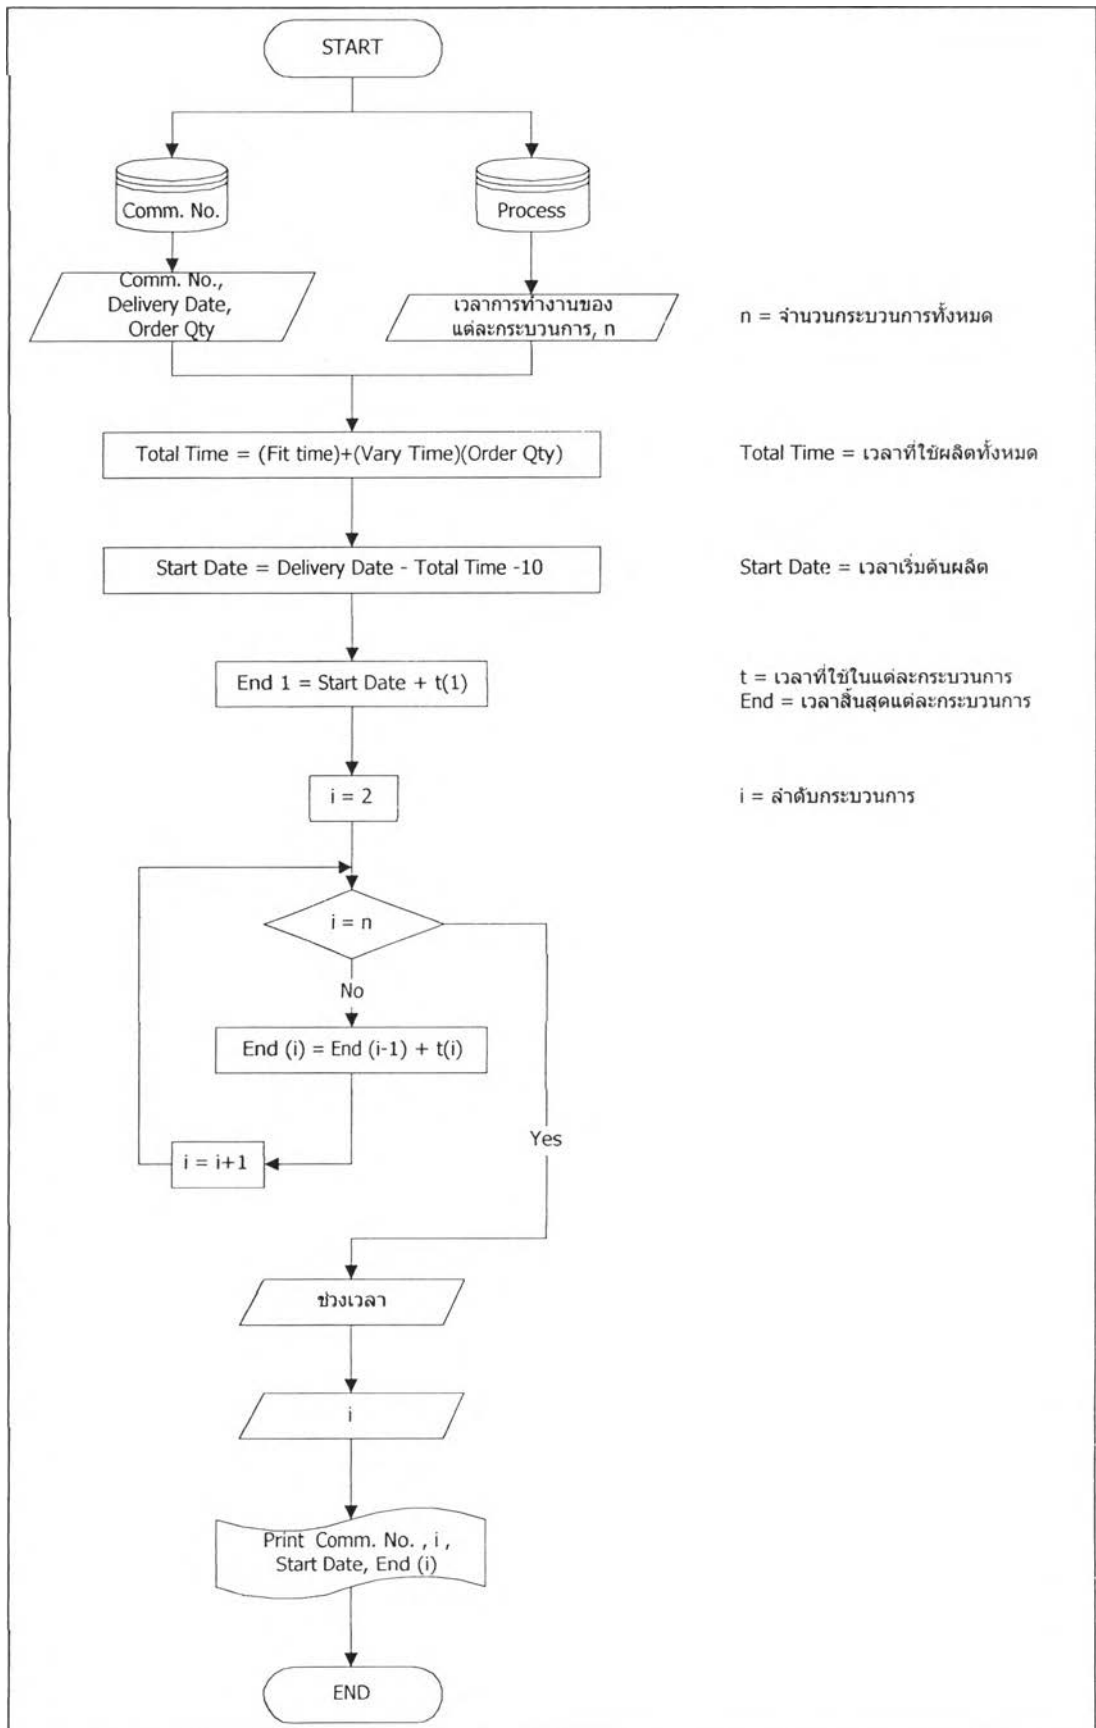 START
Comm. No.
Process
Comm. No.,
Delivery Date,
Order Qty
เวลาการทำงานของ
แต่ละกระบวนการ, n
n = จำนวนกระบวนการทั้งหมด
Total Time = (Fit time)+(Vary Time)(Order Qty)
Total Time = เวลาที่ใช้ผลิตทั้งหมด
Start Date = Delivery Date - Total Time -10
Start Date = เวลาเริ่มต้นผลิต
End 1 = Start Date + t(1)
t = เวลาที่ใช้ในแต่ละกระบวนการ
End = เวลาสิ้นสุดแต่ละกระบวนการ
i = 2
i = ลำดับกระบวนการ
i = n
No
End (i) = End (i-1) + t(i)
Yes
i = i+1
ช่วงเวลา
i
Print Comm. No. , i ,
Start Date, End (i)
END